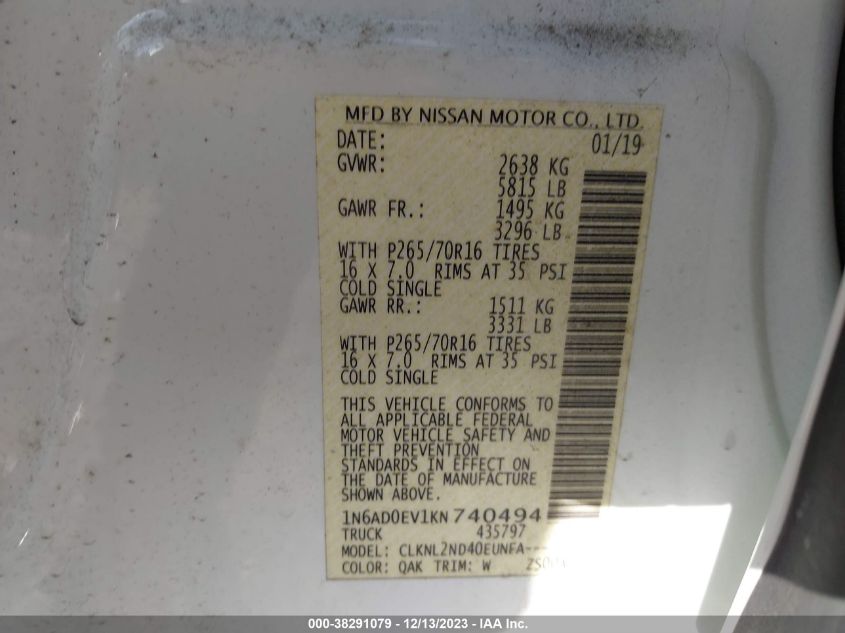 MFD BY NISSAN MOTOR CO., LTD.
DATE: 01/19
GVWR: 2638 KG
5815 LB
GAWR FR.: 1495 KG
3296 LB
WITH P265/70R16 TIRES
16 X 7.0 RIMS AT 35 PSI
COLD SINGLE
GAWR RR.: 1511 KG
3331 LB
WITH P265/70R16 TIRES
16 X 7.0 RIMS AT 35 PSI
COLD SINGLE
THIS VEHICLE CONFORMS TO
ALL APPLICABLE FEDERAL
MOTOR VEHICLE SAFETY AND
THEFT PREVENTION
STANDARDS IN EFFECT ON
THE DATE OF MANUFACTURE
SHOWN ABOVE.
1N6AD0EV1KN740494
TRUCK 435797
MODEL: CLKNL2ND40EUNFA---
COLOR: QAK TRIM: W
000-38291079 - 12/13/2023 - IAA Inc.